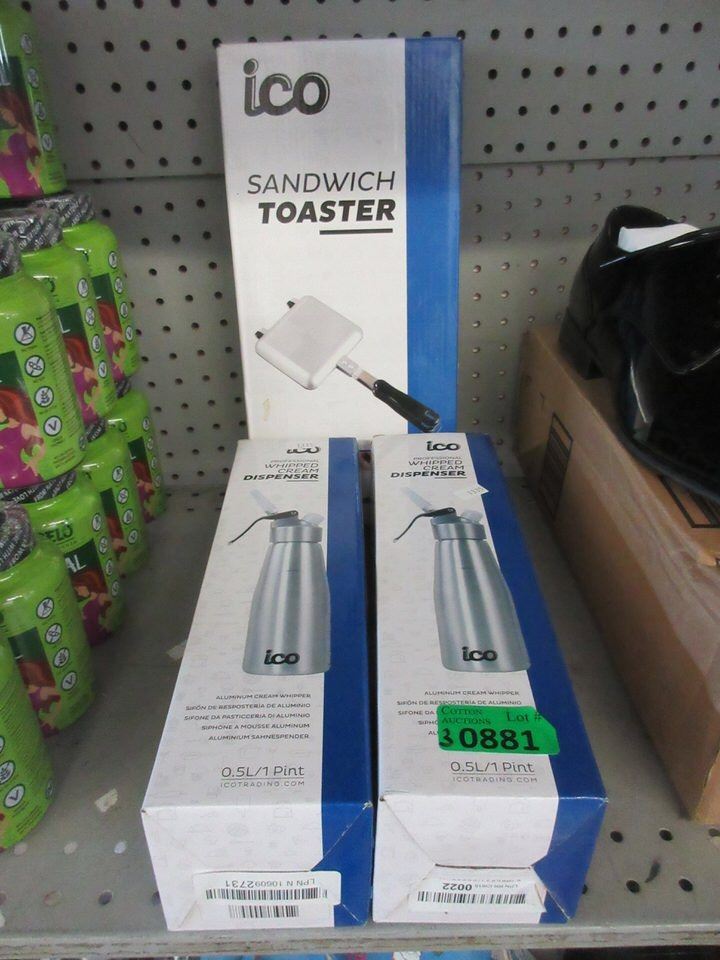 ico
SANDWICH
TOASTER
ico
PROFESSIONAL
WHIPPED
CREAM
DISPENSER
ico
ALUMINUM CREAM WHIPPER
SIFÓN DE RESPOSTERÍA DE ALUMINIO
SIFONE DA PASTICCERIA DI ALUMINIO
SIPHONE A MOUSSE ALUMINUM
ALUMINIUM SAHNESPENDER
0.5L/1 Pint
ICOTRADING.COM
ico
PROFESSIONAL
WHIPPED
CREAM
DISPENSER
ico
ALUMINUM CREAM WHIPPER
SIFÓN DE RESPOSTERÍA DE ALUMINIO
SIFONE DA
COTTON
AUCTIONS
Lot #
30881
0.5L/1 Pint
ICOTRADING.COM
0022